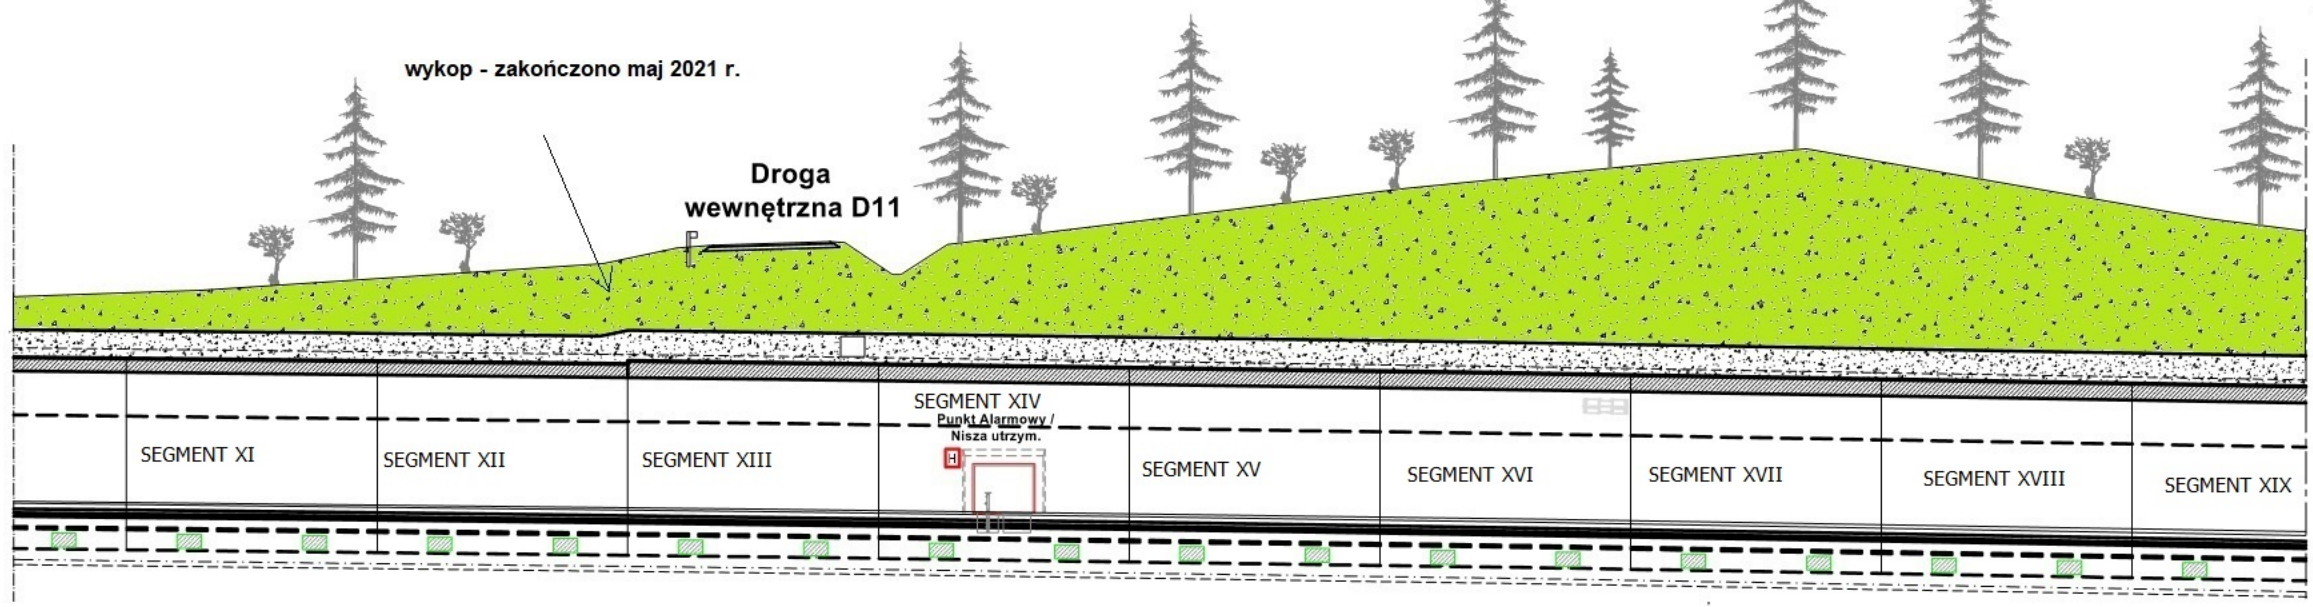 wykop - zakończono maj 2021 r.
Droga
wewnętrzna D11
SEGMENT XIV
Punkt Alarmowy /
Nisza utrzym.
H
SEGMENT XI
SEGMENT XII
SEGMENT XIII
SEGMENT XV
SEGMENT XVI
SEGMENT XVII
SEGMENT XVIII
SEGMENT XIX